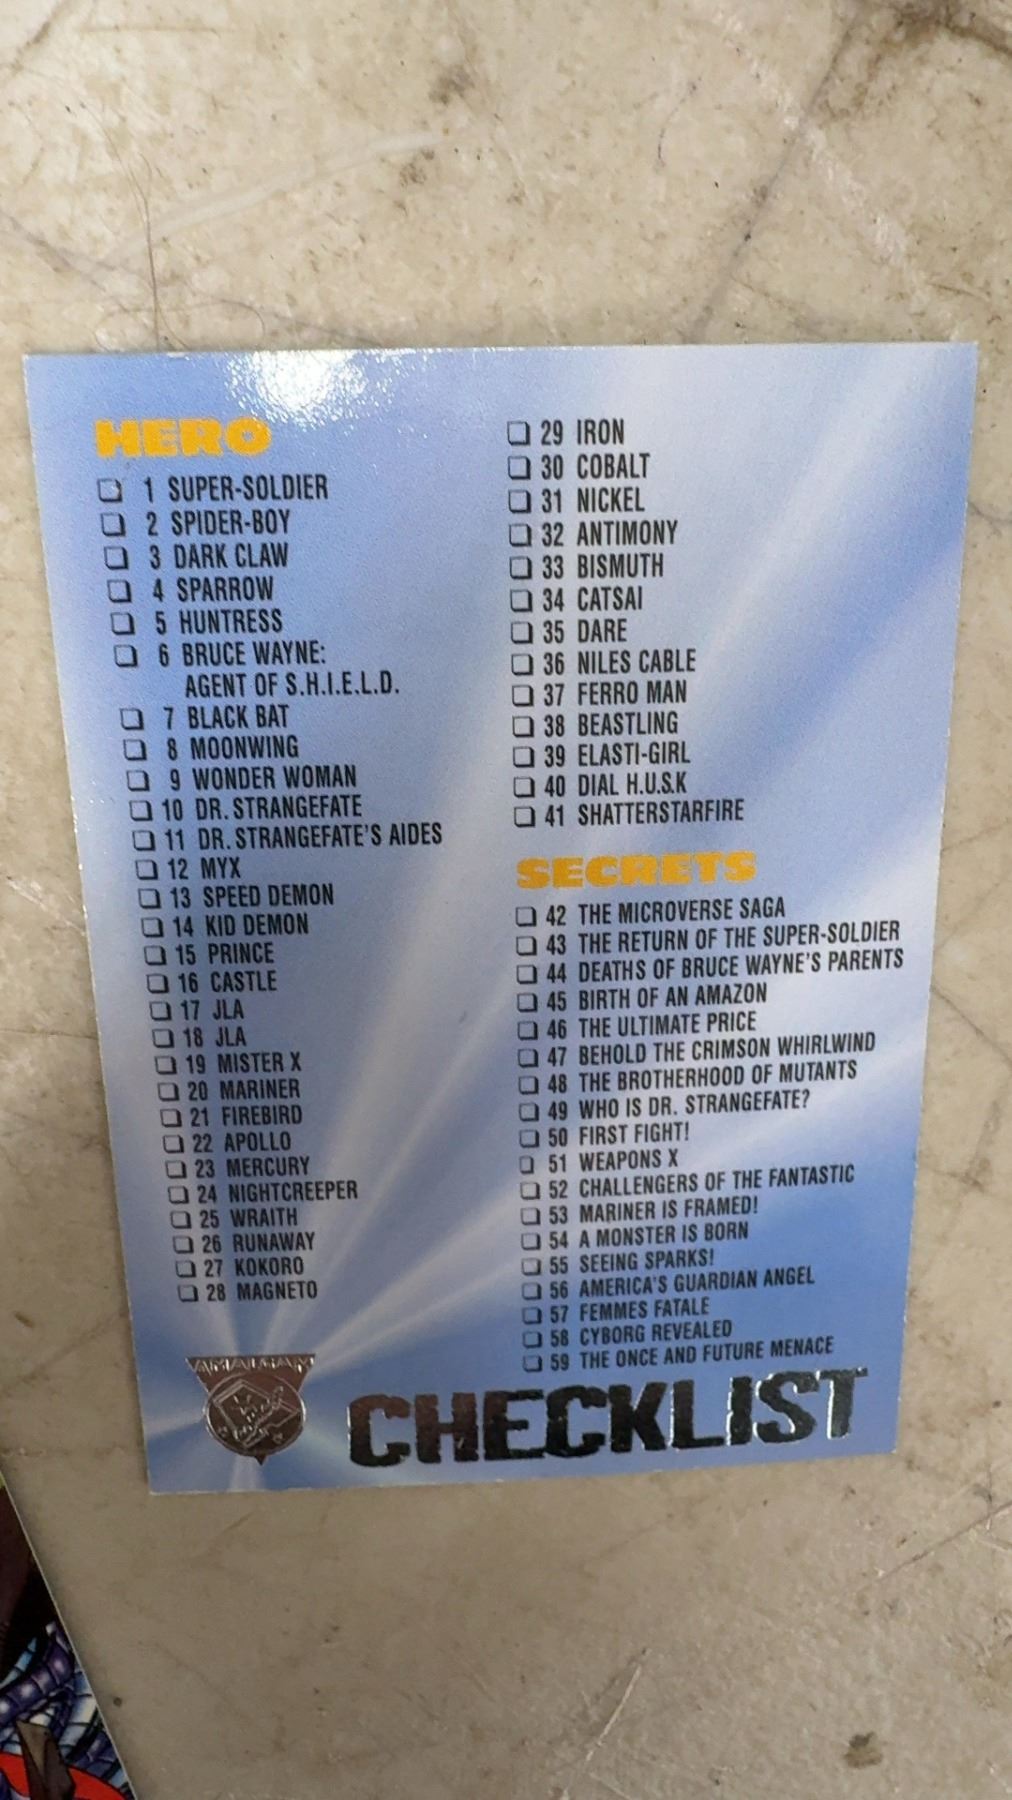 HERO
1 SUPER-SOLDIER
2 SPIDER-BOY
3 DARK CLAW
4 SPARROW
5 HUNTRESS
6 BRUCE WAYNE:
AGENT OF S.H.I.E.L.D.
7 BLACK BAT
8 MOONWING
9 WONDER WOMAN
10 DR. STRANGEFATE
11 DR. STRANGEFATE'S AIDES
12 MYX
13 SPEED DEMON
14 KID DEMON
15 PRINCE
16 CASTLE
17 JLA
18 JLA
19 MISTER X
20 MARINER
21 FIREBIRD
22 APOLLO
23 MERCURY
24 NIGHTCREEPER
25 WRAITH
26 RUNAWAY
27 KOKORO
28 MAGNETO
29 IRON
30 COBALT
31 NICKEL
32 ANTIMONY
33 BISMUTH
34 CATSAI
35 DARE
36 NILES CABLE
37 FERRO MAN
38 BEASTLING
39 ELASTI-GIRL
40 DIAL H.U.S.K
41 SHATTERSTARFIRE
SECRETS
42 THE MICROVERSE SAGA
43 THE RETURN OF THE SUPER-SOLDIER
44 DEATHS OF BRUCE WAYNE'S PARENTS
45 BIRTH OF AN AMAZON
46 THE ULTIMATE PRICE
47 BEHOLD THE CRIMSON WHIRLWIND
48 THE BROTHERHOOD OF MUTANTS
49 WHO IS DR. STRANGEFATE?
50 FIRST FIGHT!
51 WEAPONS X
52 CHALLENGERS OF THE FANTASTIC
53 MARINER IS FRAMED!
54 A MONSTER IS BORN
55 SEEING SPARKS!
56 AMERICA'S GUARDIAN ANGEL
57 FEMMES FATALE
58 CYBORG REVEALED
59 THE ONCE AND FUTURE MENACE
AMALGAM
CHECKLIST